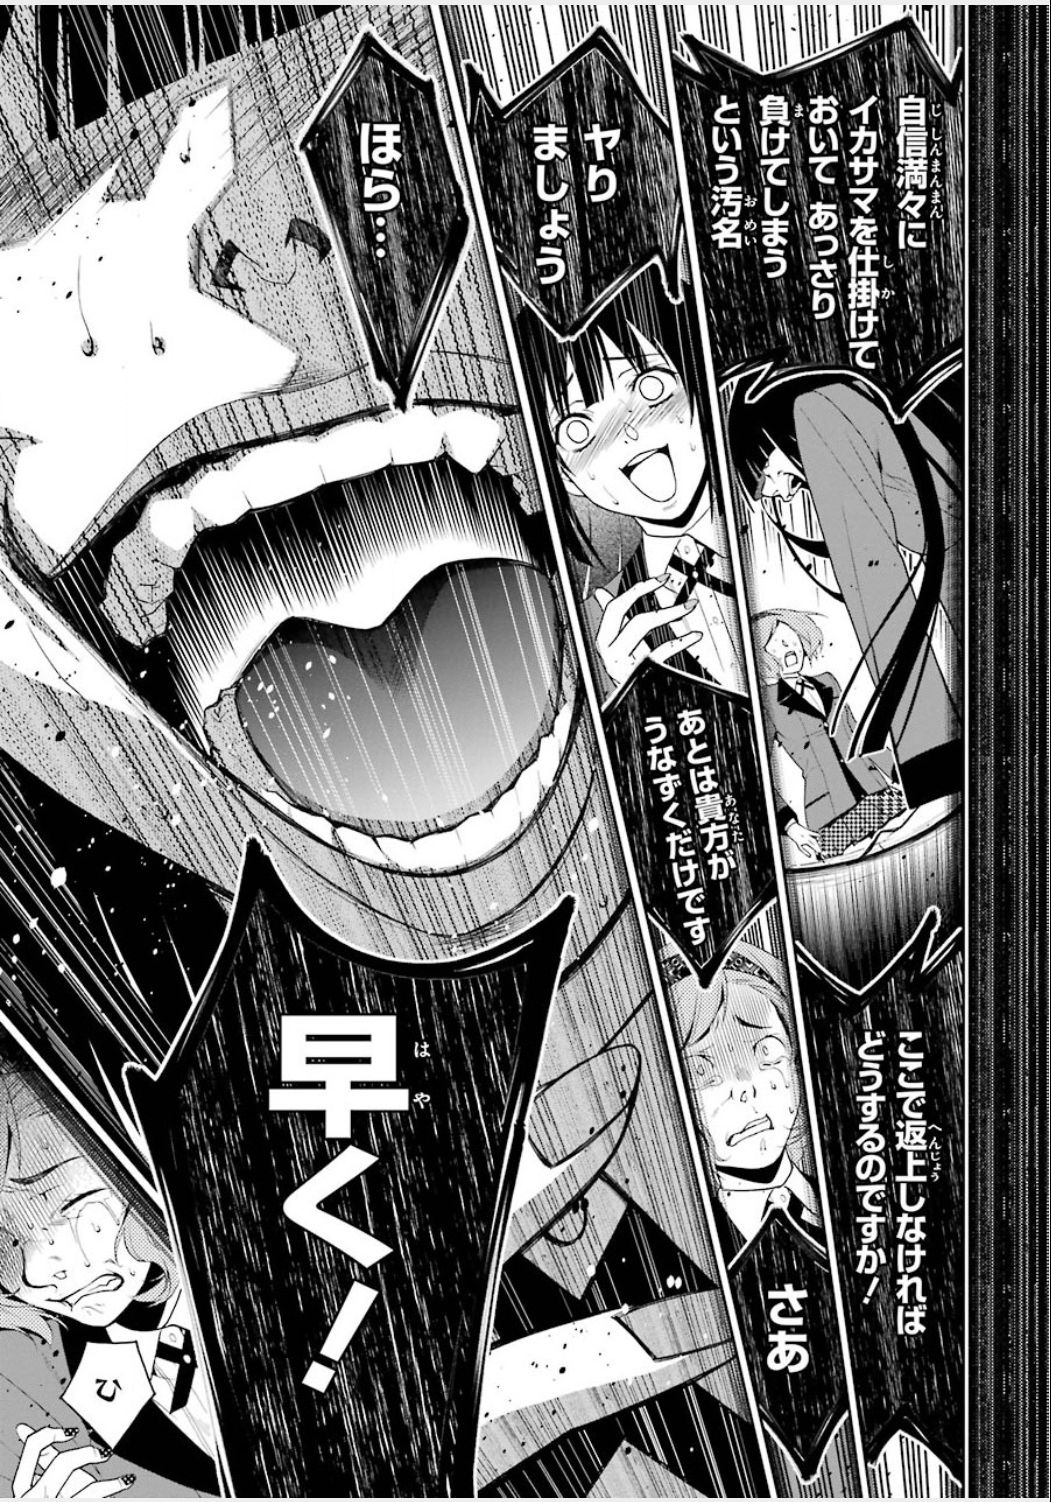 自信満々に
イカサマを仕掛けて
おいて あっさり
負けてしまう
という汚名
ここで返上しなければ
どうするのですか!
さあ
ヤり
ましょう
あとは貴方が
うなずくだけです
ほら…
早く!
ひ